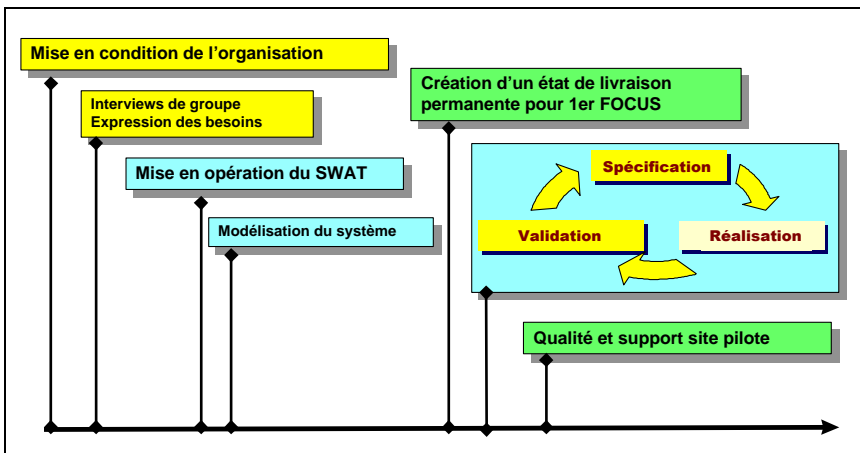 Mise en condition de l'organisation
Interviews de groupe
Expression des besoins
Mise en opération du SWAT
Modélisation du système
Création d'un état de livraison
permanente pour 1er FOCUS
Spécification
Validation
Réalisation
Qualité et support site pilote